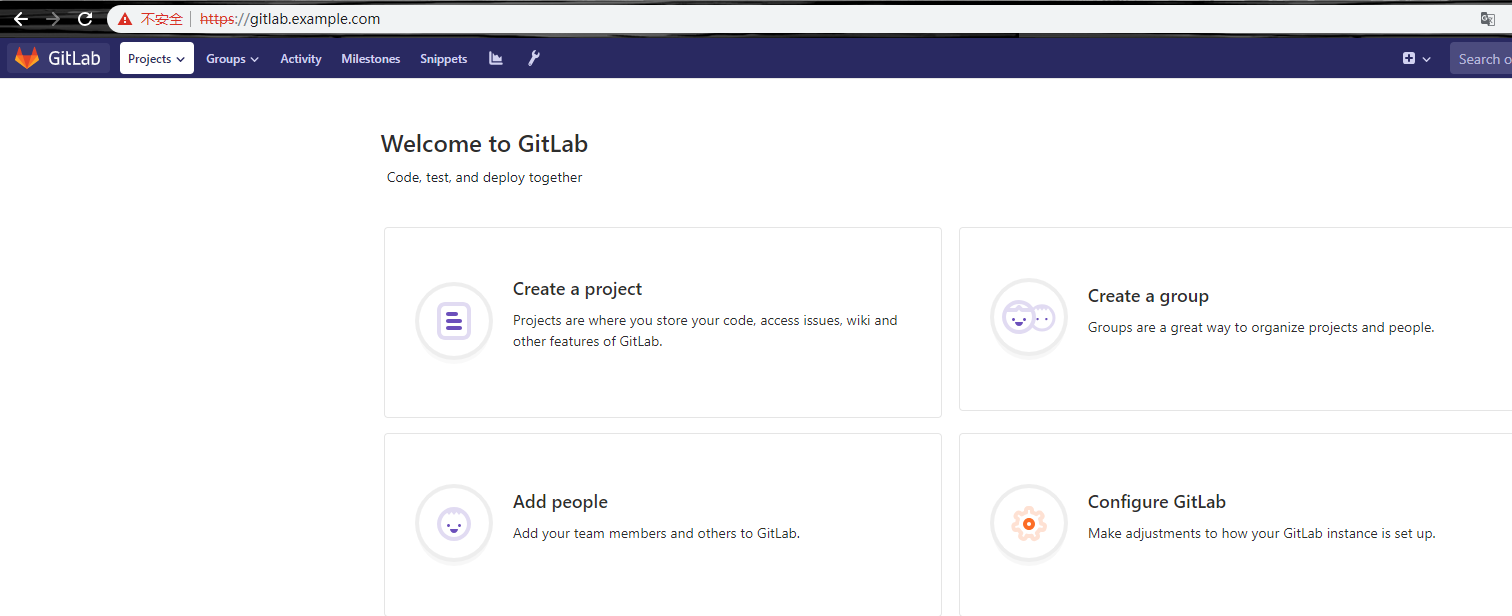 不安全 https://gitlab.example.com
GitLab Projects Groups Activity Milestones Snippets Search o
Welcome to GitLab
Code, test, and deploy together
Create a project
Projects are where you store your code, access issues, wiki and
other features of GitLab.
Create a group
Groups are a great way to organize projects and people.
Add people
Add your team members and others to GitLab.
Configure GitLab
Make adjustments to how your GitLab instance is set up.